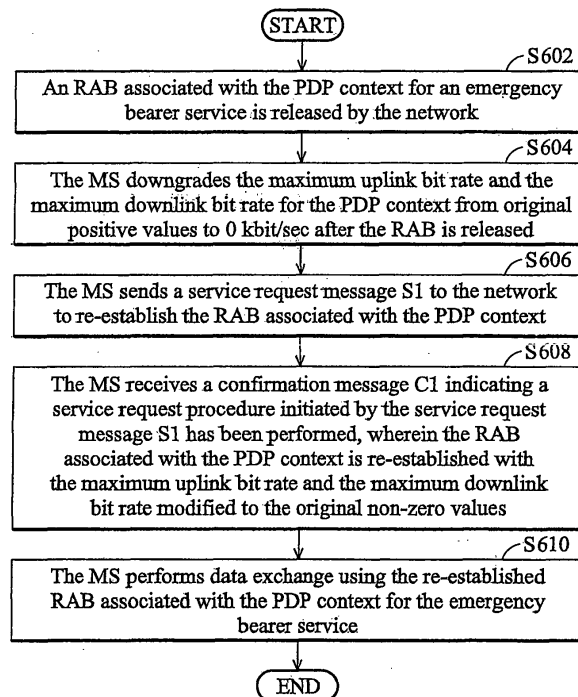 START
S602
An RAB associated with the PDP context for an emergency
bearer service is released by the network
S604
The MS downgrades the maximum uplink bit rate and the
maximum downlink bit rate for the PDP context from original
positive values to 0 kbit/sec after the RAB is released
S606
The MS sends a service request message S1 to the network
to re-establish the RAB associated with the PDP context
S608
The MS receives a confirmation message C1 indicating a
service request procedure initiated by the service request
message S1 has been performed, wherein the RAB
associated with the PDP context is re-established with
the maximum uplink bit rate and the maximum downlink
bit rate modified to the original non-zero values
S610
The MS performs data exchange using the re-established
RAB associated with the PDP context for the emergency
bearer service
END